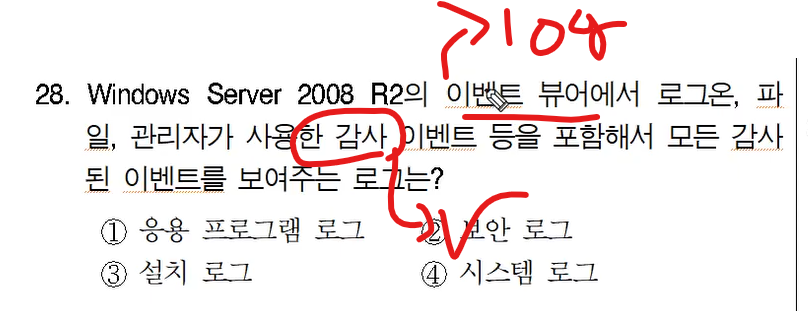 28. Windows Server 2008 R2의 이벤트 뷰어에서 로그온, 파
일, 관리자가 사용한 감사 이벤트 등을 포함해서 모든 감사
된 이벤트를 보여주는 로그는?
① 응용 프로그램 로그 ② 보안 로그
③ 설치 로그 ④ 시스템 로그